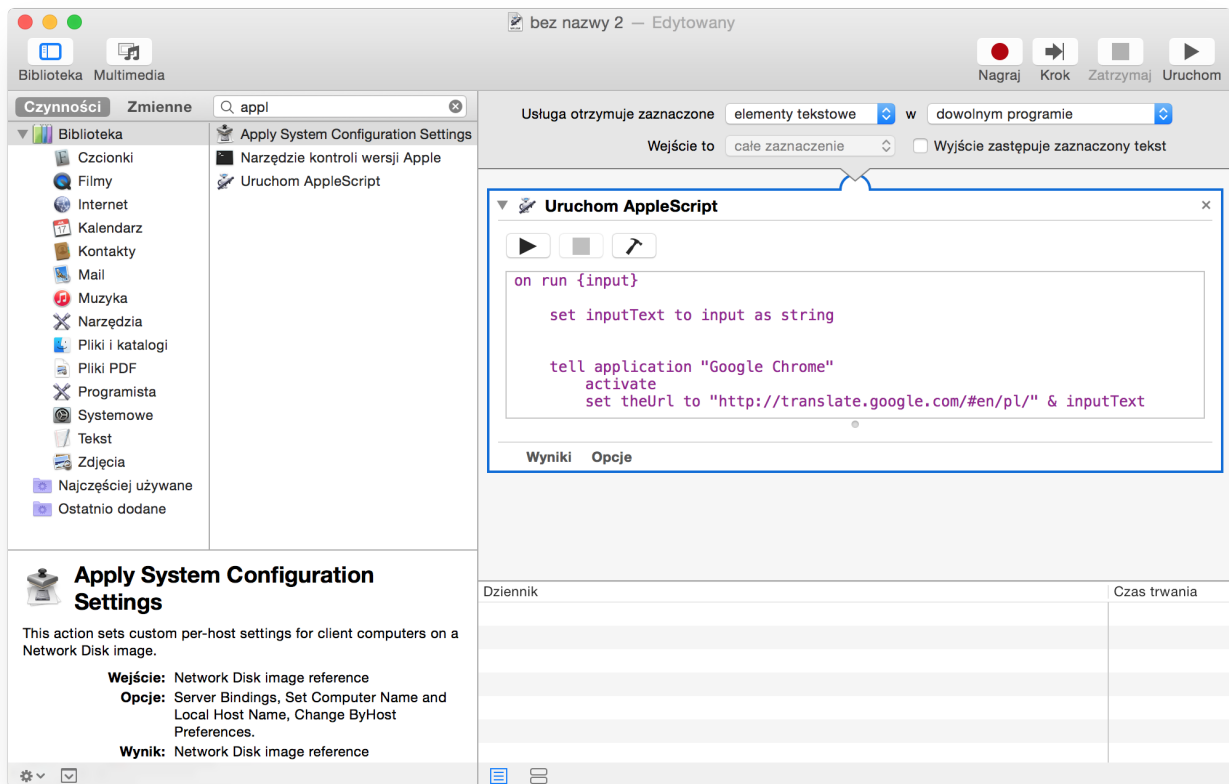 bez nazwy 2 — Edytowany
Biblioteka Multimedia
Nagraj Krok Zatrzymaj Uruchom
Czynności Zmienne appl
Biblioteka
Czcionki
Filmy
Internet
Kalendarz
Kontakty
Mail
Muzyka
Narzędzia
Pliki i katalogi
Pliki PDF
Programista
Systemowe
Tekst
Zdjęcia
Najczęściej używane
Ostatnio dodane
Apply System Configuration Settings
Narzędzie kontroli wersji Apple
Uruchom AppleScript
Usługa otrzymuje zaznaczone elementy tekstowe w dowolnym programie
Wejście to całe zaznaczenie Wyjście zastępuje zaznaczony tekst
Uruchom AppleScript
on run {input}
set inputText to input as string
tell application "Google Chrome"
activate
set theUrl to "http://translate.google.com/#en/pl/" & inputText
Wyniki Opcje
Apply System Configuration
Settings
This action sets custom per-host settings for client computers on a
Network Disk image.
Wejście: Network Disk image reference
Opcje: Server Bindings, Set Computer Name and
Local Host Name, Change ByHost
Preferences.
Wynik: Network Disk image reference
Dziennik Czas trwania